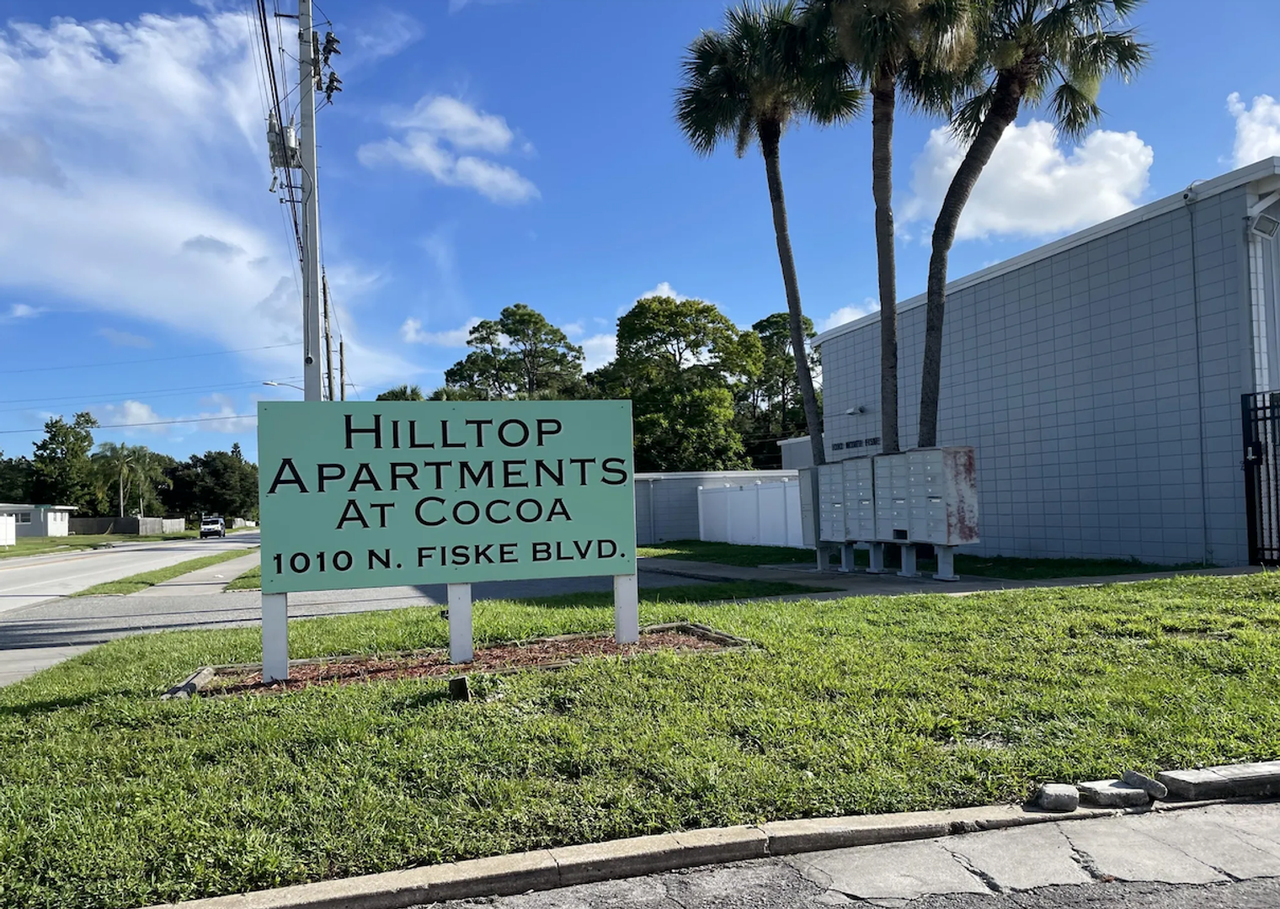 HILLTOP
APARTMENTS
AT COCOA
1010 N. FISKE BLVD.